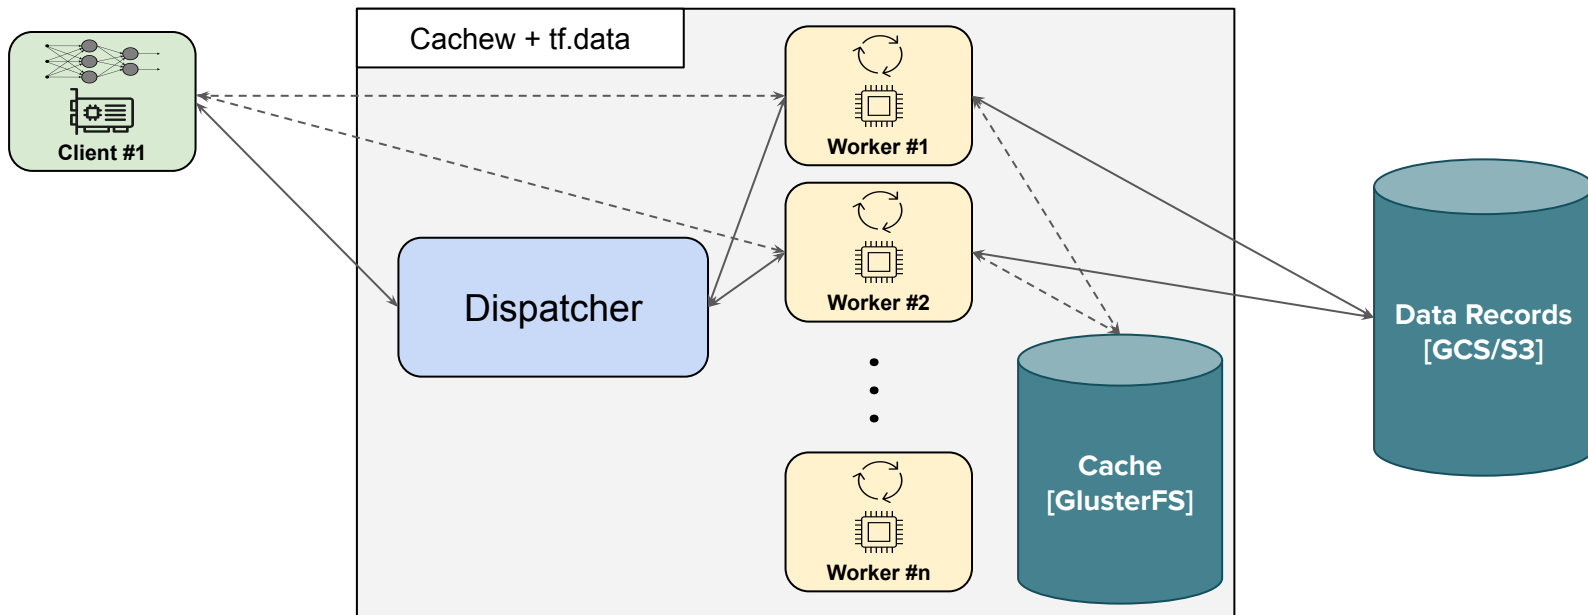 Cachew + tf.data
Client #1
Worker #1
Dispatcher
Worker #2
Data Records
[GCS/S3]
Cache
[GlusterFS]
Worker #n